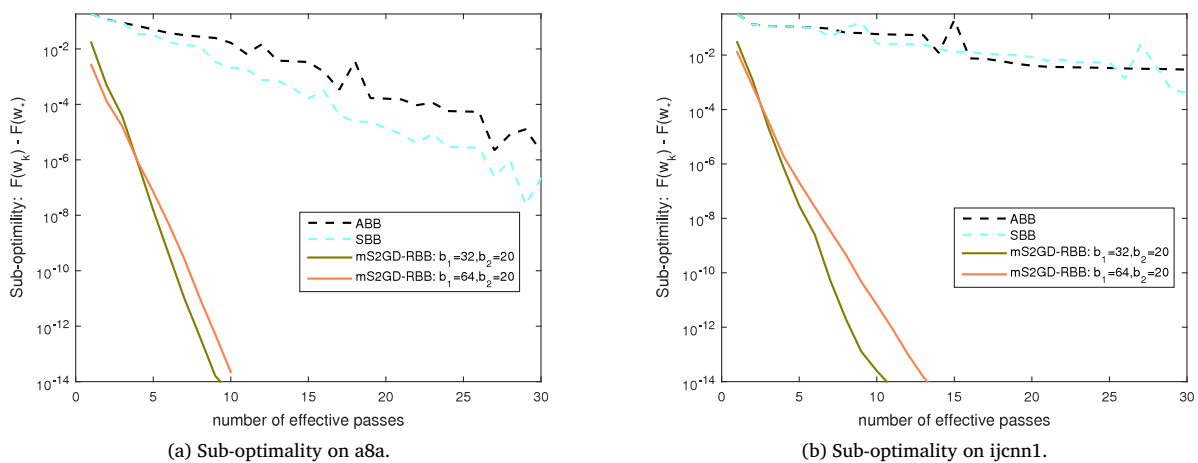 Sub-optimility: F(w_k) - F(w_*)
10^-2
10^-4
10^-6
10^-8
10^-10
10^-12
10^-14
ABB
SBB
mS2GD-RBB: b_1=32,b_2=20
mS2GD-RBB: b_1=64,b_2=20
5
10
15
20
25
30
number of effective passes
(a) Sub-optimality on a8a.
Sub-optimility: F(w_k) - F(w_*)
10^-2
10^-4
10^-6
10^-8
10^-10
10^-12
10^-14
ABB
SBB
mS2GD-RBB: b_1=32,b_2=20
mS2GD-RBB: b_1=64,b_2=20
0
5
10
15
20
25
30
number of effective passes
(b) Sub-optimality on ijcnn1.